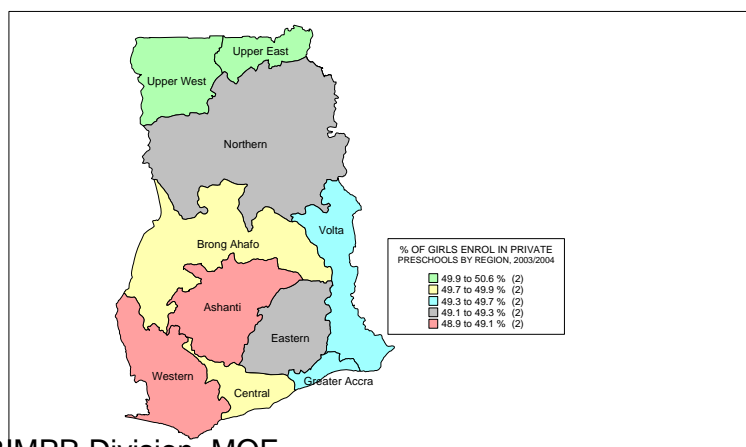 Upper East
Upper West
Northern
Volta
Brong Ahafo
Ashanti
Eastern
Western
Greater Accra
Central
% OF GIRLS ENROL IN PRIVATE
PRESCHOOLS BY REGION, 2003/2004
49.9 to 50.6 % (2)
49.7 to 49.9 % (2)
49.3 to 49.7 % (2)
49.1 to 49.3 % (2)
48.9 to 49.1 % (2)
Division